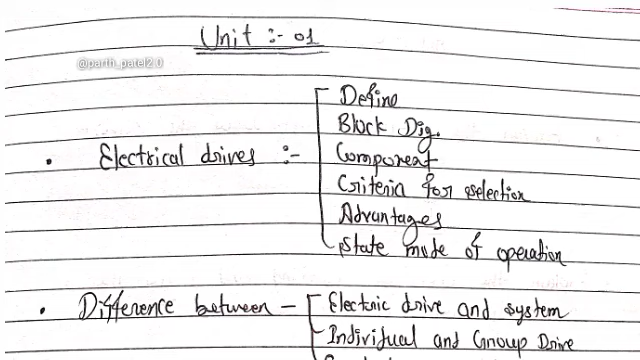 Unit :- 01
@parth_patel2.0
Define
Block Dig.
• Electrical drives :- Component
Criteria for selection
Advantages
State mode of operation
• Difference between - Electric drive and system
Individual and Group Drive